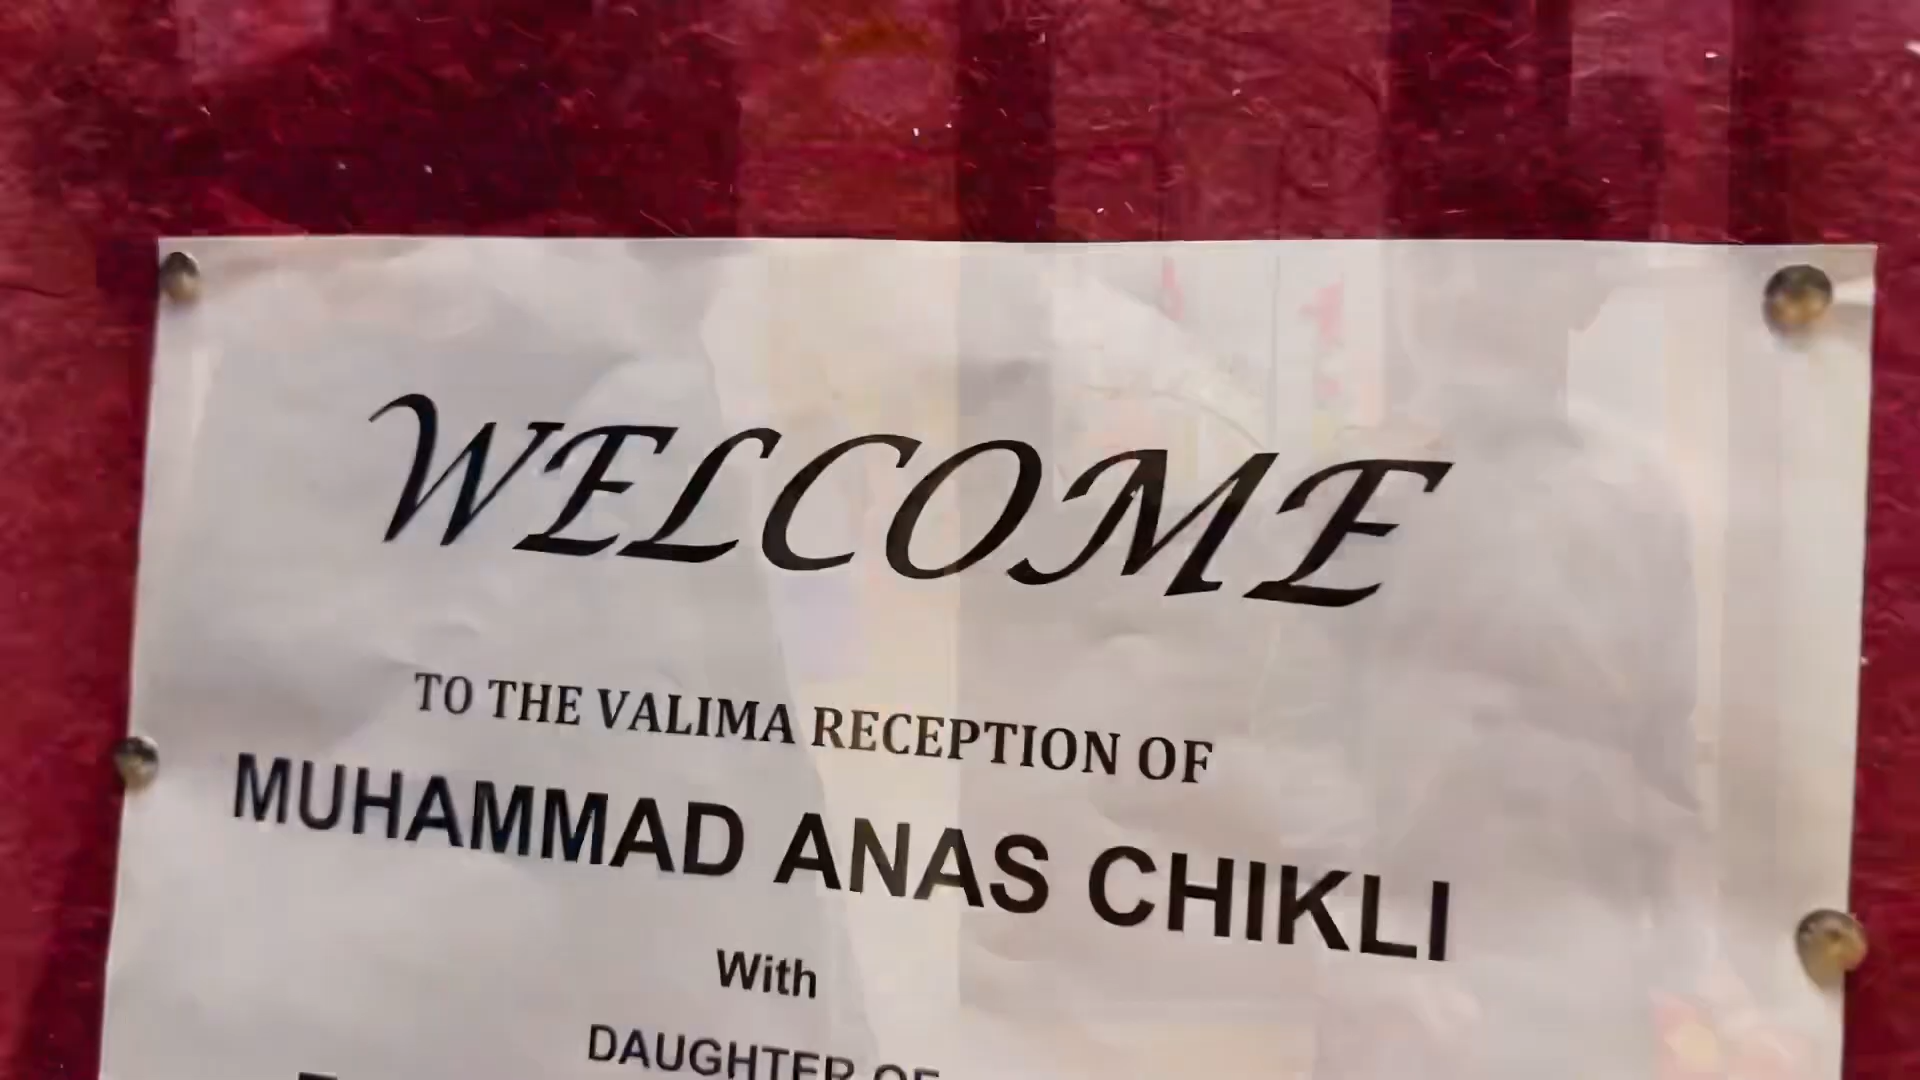 WELCOME
TO THE VALIMA RECEPTION OF
MUHAMMAD ANAS CHIKLI
With
DAUGHTER OF